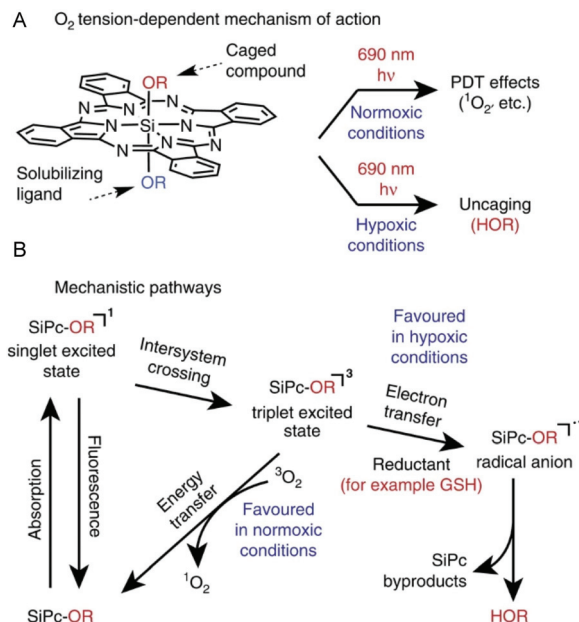 A O₂ tension-dependent mechanism of action
OR
Caged
compound
N
N
N
N
Si
N
N
N
N
Solubilizing
ligand
OR
690 nm
hν
Normoxic
conditions
PDT effects
(¹O₂, etc.)
690 nm
hν
Hypoxic
conditions
Uncaging
(HOR)
B
Mechanistic pathways
SiPc-OR ⌝¹
singlet excited
state
Intersystem
crossing
Favoured
in hypoxic
conditions
SiPc-OR ⌝³
triplet excited
state
Electron
transfer
Reductant
(for example GSH)
SiPc-OR ⌝·⁻
radical anion
Absorption
Fluorescence
Energy
transfer
³O₂
Favoured
in normoxic
conditions
¹O₂
SiPc
byproducts
SiPc-OR
HOR